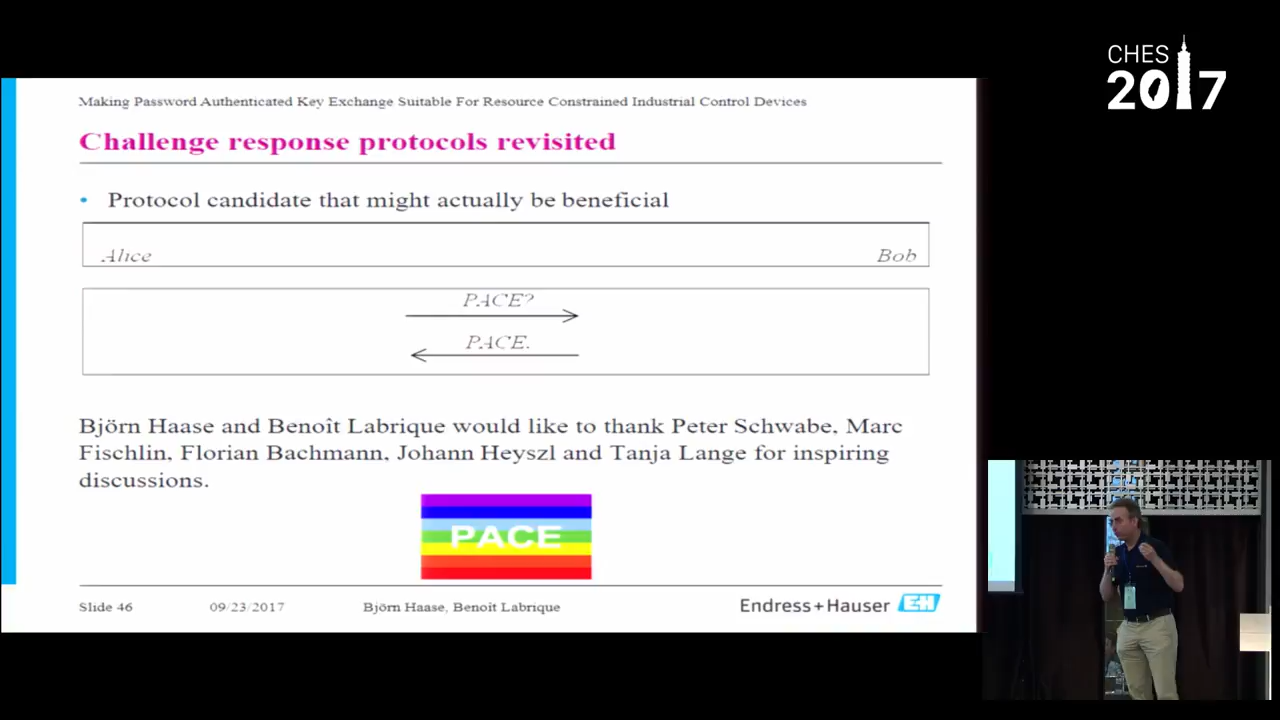 CHES
2017
Making Password Authenticated Key Exchange Suitable For Resource Constrained Industrial Control Devices
Challenge response protocols revisited
• Protocol candidate that might actually be beneficial
Alice Bob
PACE?
PACE.
Björn Haase and Benoît Labrique would like to thank Peter Schwabe, Marc
Fischlin, Florian Bachmann, Johann Heyszl and Tanja Lange for inspiring
discussions.
PACE
Slide 46 09/23/2017 Björn Haase, Benoît Labrique Endress+Hauser EH